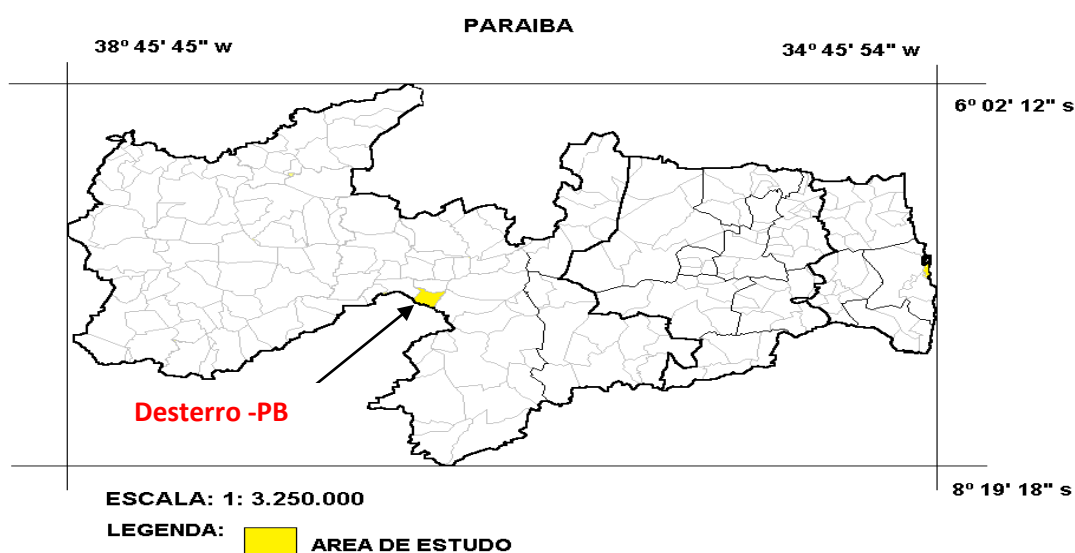 PARAIBA
38º 45' 45" w
34º 45' 54" w
6º 02' 12" s
Desterro -PB
8º 19' 18" s
ESCALA: 1: 3.250.000
LEGENDA:
AREA DE ESTUDO